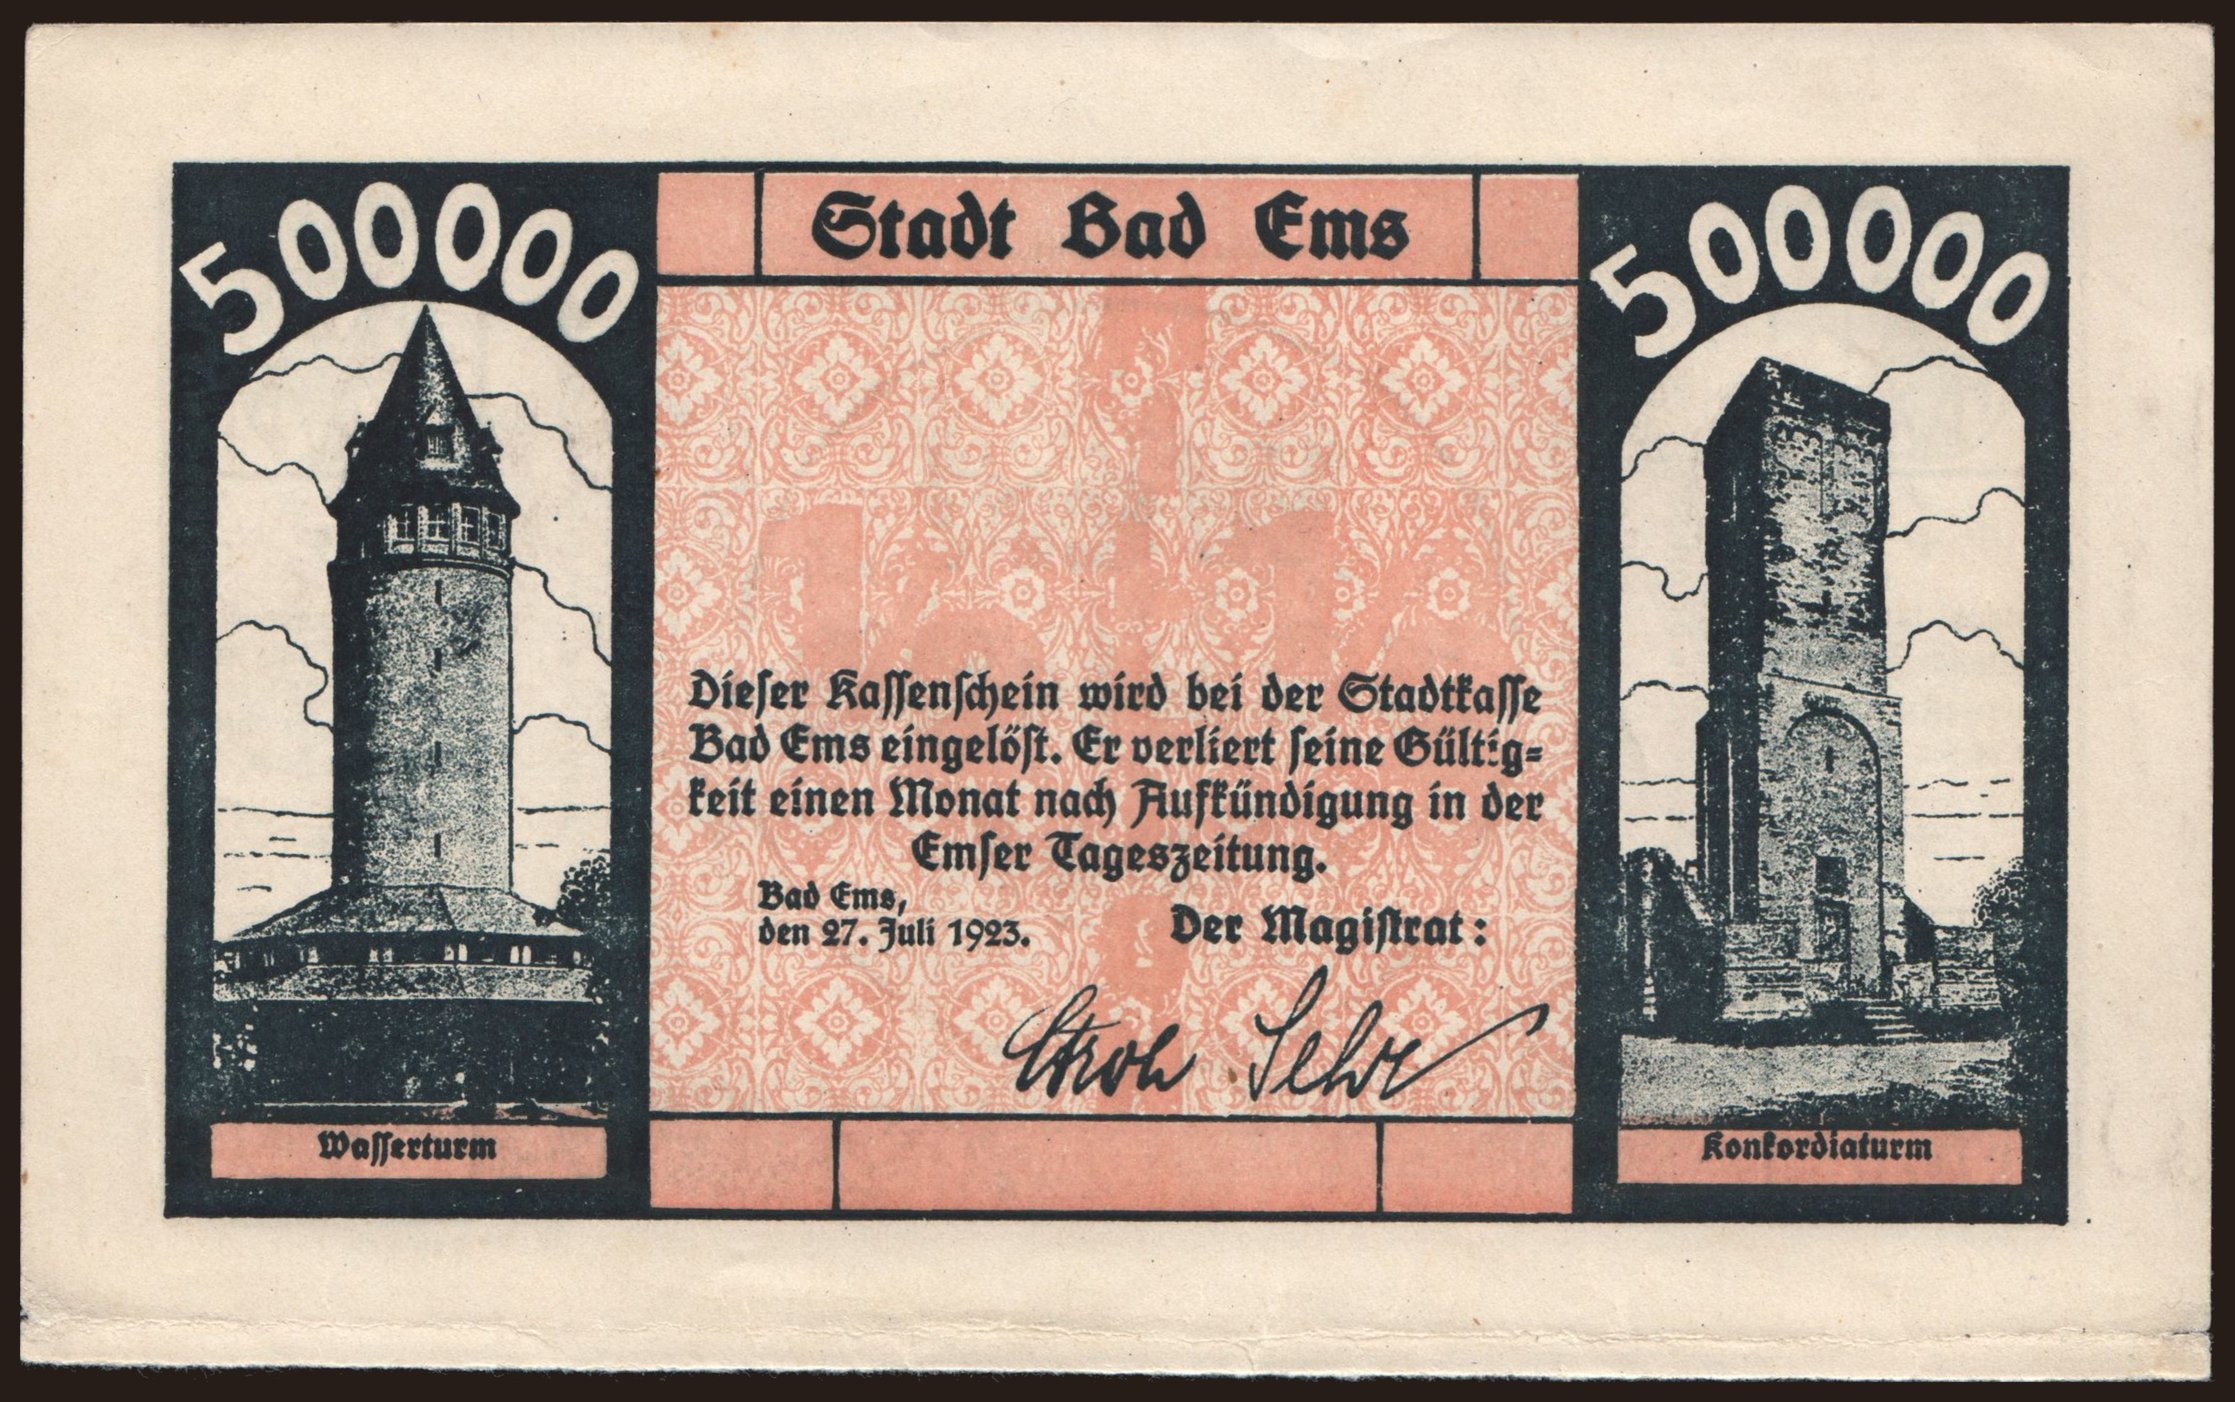 500000
Stadt Bad Ems
500000
Dieser Kassenschein wird bei der Stadtkasse
Bad Ems eingelöst. Er verliert seine Gültig=
keit einen Monat nach Aufkündigung in der
Emser Tageszeitung.
Bad Ems,
den 27. Juli 1923.
Der Magistrat:
Wasserturm
Konkordiaturm